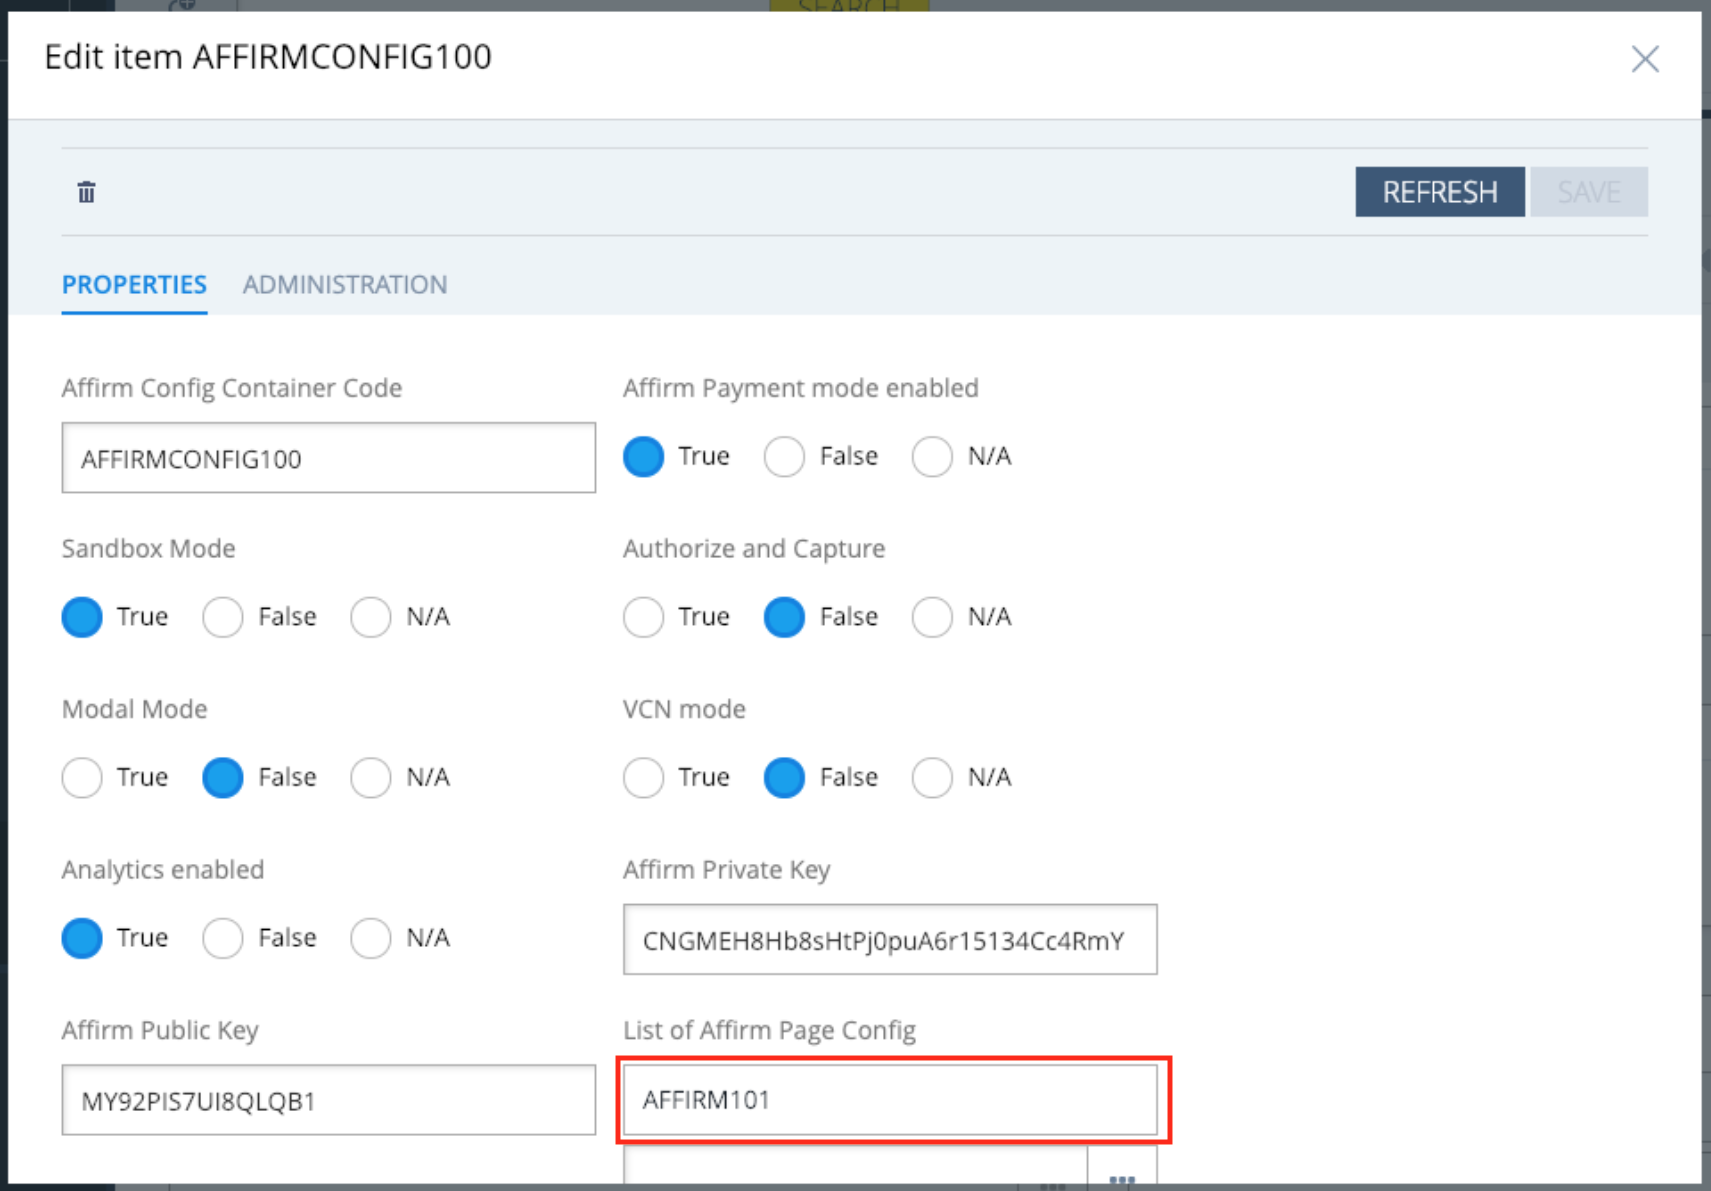 SEARCH
Edit item AFFIRMCONFIG100
REFRESH SAVE
PROPERTIES ADMINISTRATION
Affirm Config Container Code Affirm Payment mode enabled
AFFIRMCONFIG100 True False N/A
Sandbox Mode Authorize and Capture
True False N/A True False N/A
Modal Mode VCN mode
True False N/A True False N/A
Analytics enabled Affirm Private Key
True False N/A CNGMEH8Hb8sHtPj0puA6r15134Cc4RmY
Affirm Public Key List of Affirm Page Config
MY92PIS7UI8QLQB1 AFFIRM101